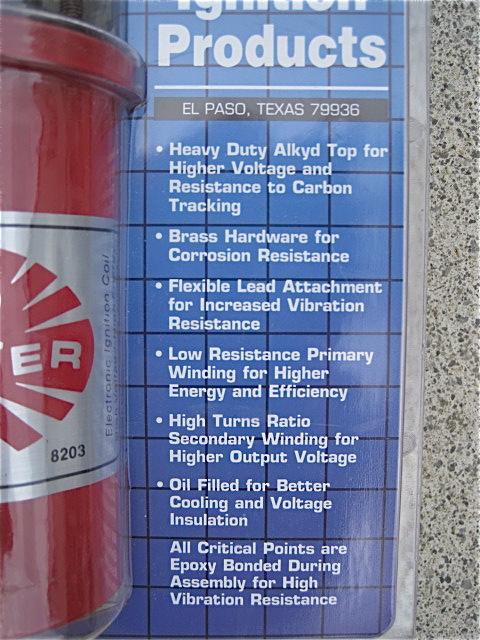 Ignition
Products
EL PASO, TEXAS 79936
• Heavy Duty Alkyd Top for
Higher Voltage and
Resistance to Carbon
Tracking
• Brass Hardware for
Corrosion Resistance
• Flexible Lead Attachment
for Increased Vibration
Resistance
• Low Resistance Primary
Winding for Higher
Energy and Efficiency
• High Turns Ratio
Secondary Winding for
Higher Output Voltage
• Oil Filled for Better
Cooling and Voltage
Insulation
All Critical Points are
Epoxy Bonded During
Assembly for High
Vibration Resistance
TER
Electronic Ignition Coil
8203